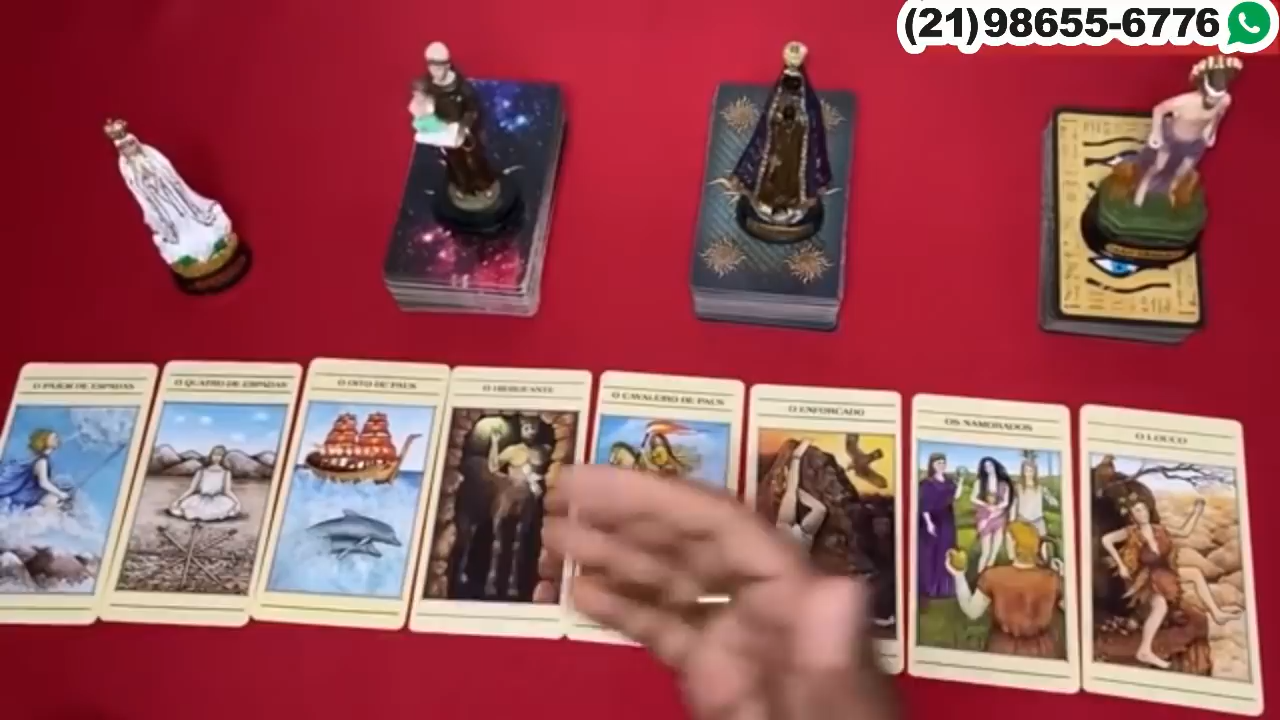 (21)98655-6776
O PAJEM DE ESPADAS
O QUATRO DE ESPADAS
O OITO DE PAUS
O HIEROFANTE
O CAVALEIRO DE PAUS
O ENFORCADO
OS NAMORADOS
O LOUCO